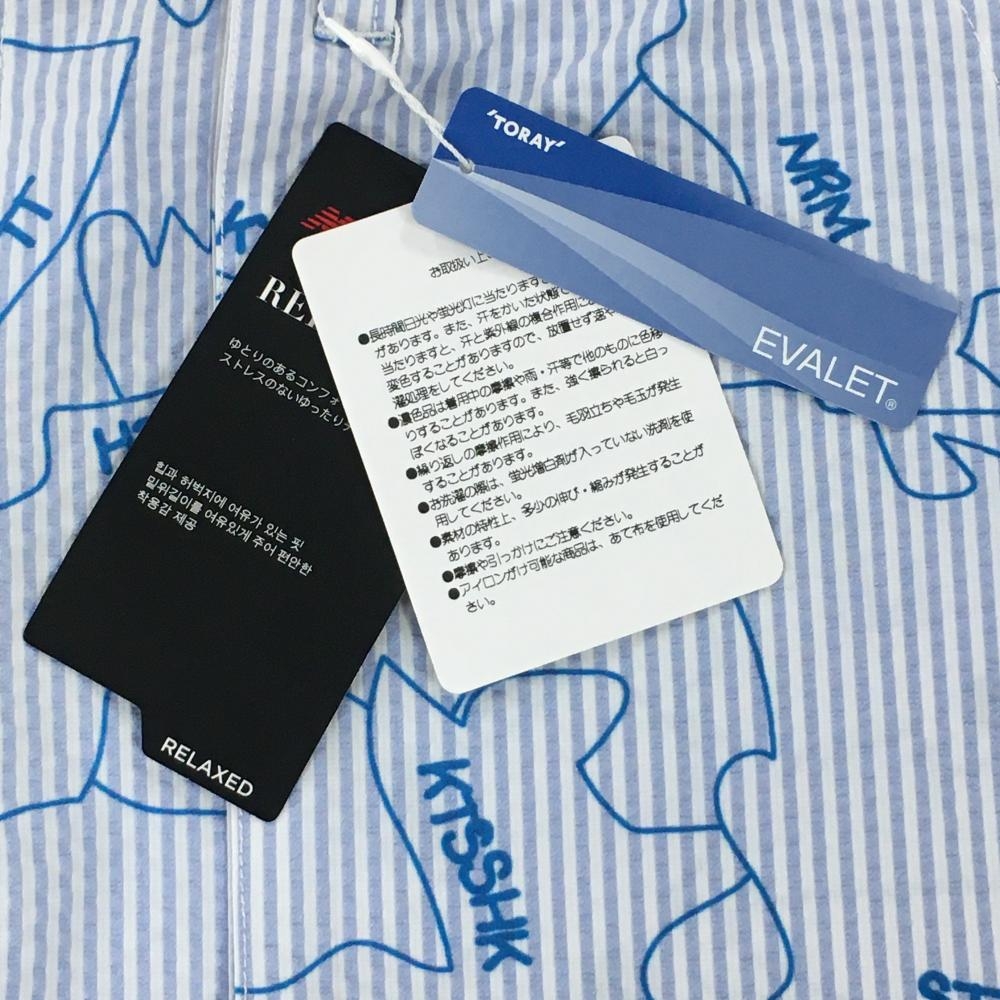 'TORAY'
EVALET®
NRM
RE
ゆとりのあるコンフォ
ストレスのないゆったり
힙과 허벅지에 여유가 있는 핏
밑위길이를 여유있게 주어 편안한
착용감 제공
RELAXED
お取扱い上
●長時間日光や蛍光灯に当たりますと
があります。また、汗をかいた状態で
当たりますと、汗と紫外線の複合作用に
変色することがありますので、放置せず速や
濯処理をしてください。
●濃色品は着用中の摩擦や雨・汗等で他のものに色移
りすることがあります。また、強く擦られると白っ
ぽくなることがあります。
●繰り返しの摩擦作用により、毛羽立ちや毛玉が発生
することがあります。
●お洗濯の際は、蛍光増白剤が入っていない洗剤を使
用してください。
●素材の特性上、多少の伸び・縮みが発生することが
あります。
●摩擦や引っかけにご注意ください。
●アイロンがけ可能な商品は、あて布を使用してくだ
さい。
KTSSHK